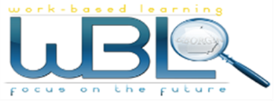 work-based learning
WBL
focus on the future